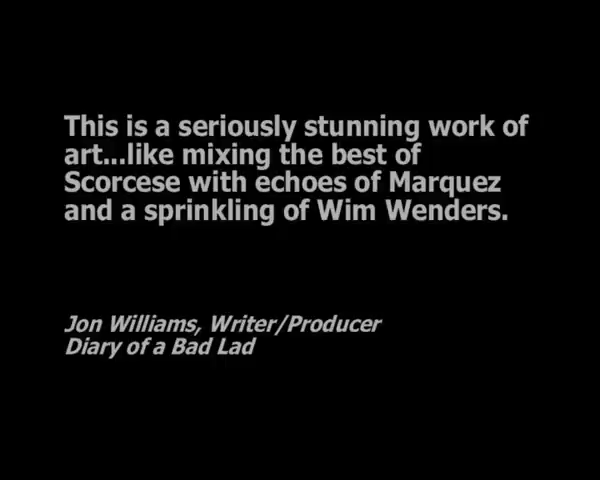 This is a seriously stunning work of
art...like mixing the best of
Scorcese with echoes of Marquez
and a sprinkling of Wim Wenders.
Jon Williams, Writer/Producer
Diary of a Bad Lad